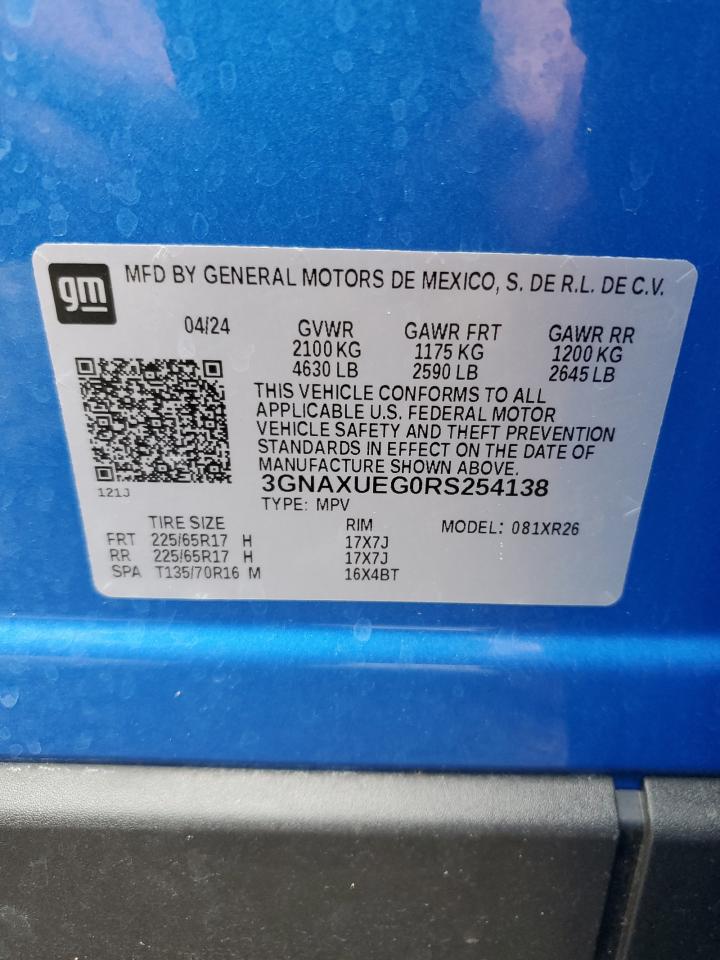 gm
MFD BY GENERAL MOTORS DE MEXICO, S. DE R.L. DE C.V.
04/24 GVWR GAWR FRT GAWR RR
2100 KG 1175 KG 1200 KG
4630 LB 2590 LB 2645 LB
THIS VEHICLE CONFORMS TO ALL
APPLICABLE U.S. FEDERAL MOTOR
VEHICLE SAFETY AND THEFT PREVENTION
STANDARDS IN EFFECT ON THE DATE OF
MANUFACTURE SHOWN ABOVE.
121J
3GNAXUEG0RS254138
TYPE: MPV
TIRE SIZE RIM MODEL: 081XR26
FRT 225/65R17 H 17X7J
RR 225/65R17 H 17X7J
SPA T135/70R16 M 16X4BT